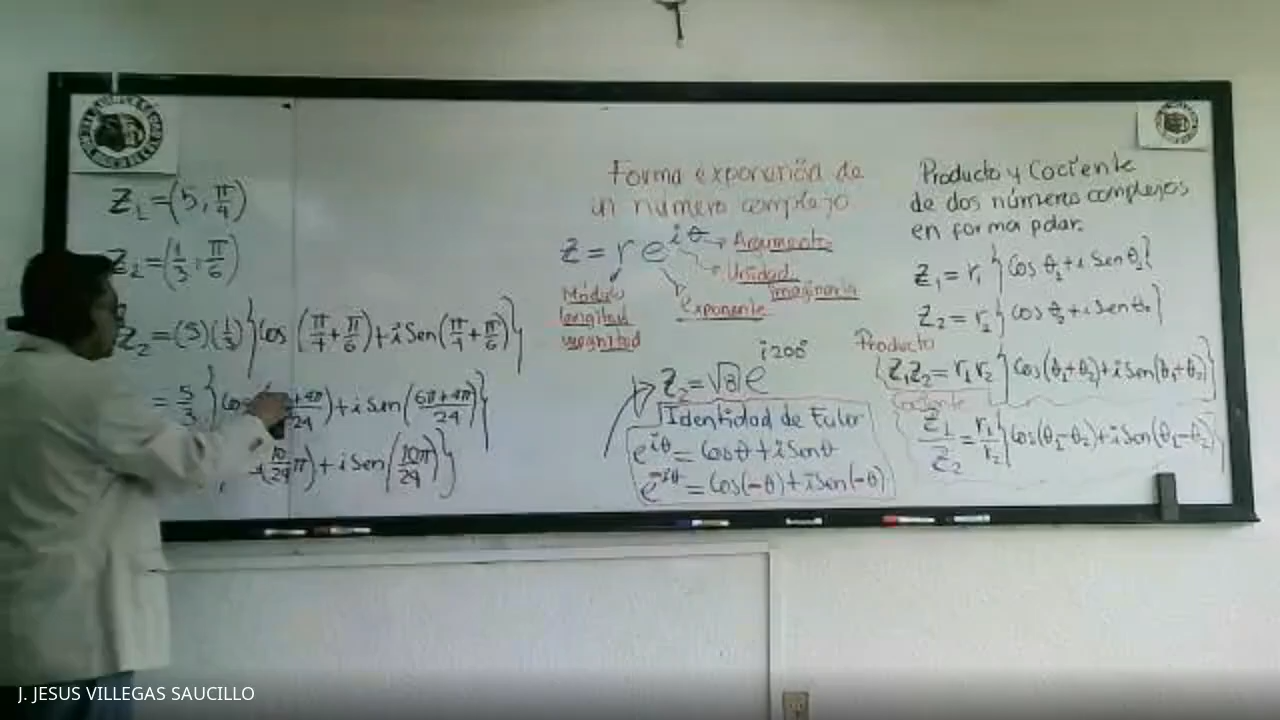 Z₁=(5, π/4)
Z₂=(1/3, π/6)
Z₂ = (5)(1/3){Cos (π/4+π/6)+i Sen(π/4+π/6)}
= 5/3 {Cos +4π/24)+i Sen(6π+4π/24)}
(10/24 π)+i Sen(10π/24)}
Forma exponencial de
un número complejo
Z = r e^{iθ} → Argumento
Unidad
imaginaria
exponente
Módulo
longitud
magnitud
Z₂=√8 e^{i200°}
Identidad de Euler
e^{iθ} = Cosθ+iSenθ
e^{-iθ} = Cos(-θ)+iSen(-θ)
Producto y Cociente
de dos números complejos
en forma polar.
Z₁ = r₁ {Cos θ₁+i Sen θ₁}
Z₂ = r₂ {Cos θ₂+i Sen θ₂}
Producto
Z₁Z₂ = r₁ r₂ {Cos(θ₁+θ₂)+i Sen(θ₁+θ₂)}
Cociente
Z₁/Z₂ = r₁/r₂ {Cos(θ₁-θ₂)+i Sen(θ₁-θ₂)}
J. JESUS VILLEGAS SAUCILLO